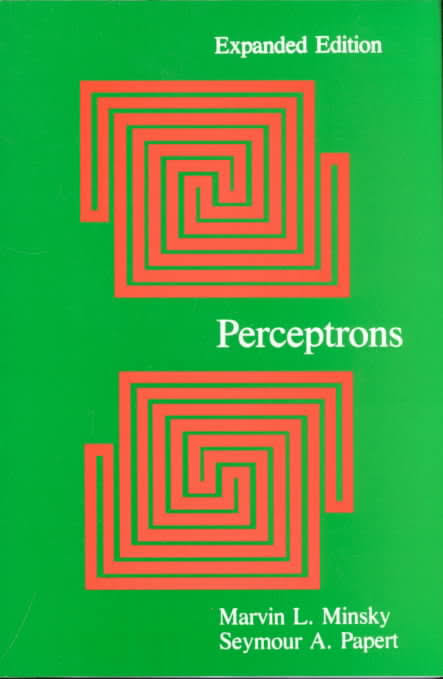 Expanded Edition
Perceptrons
Marvin L. Minsky
Seymour A. Papert